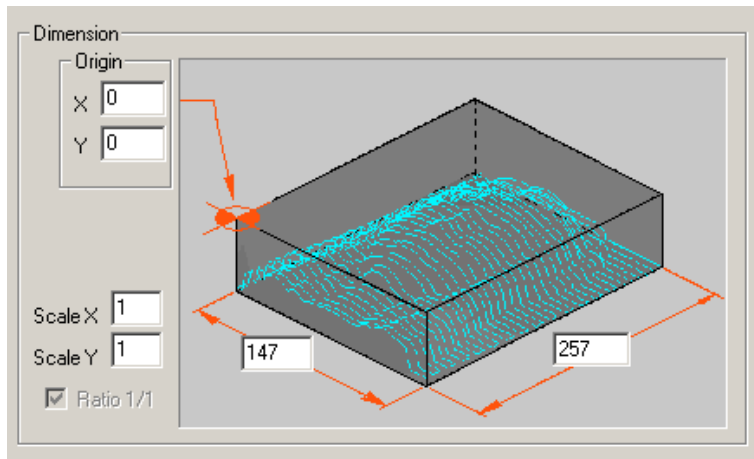 Dimension
Origin
X 0
Y 0
Scale X 1
Scale Y 1
Ratio 1/1
147
257